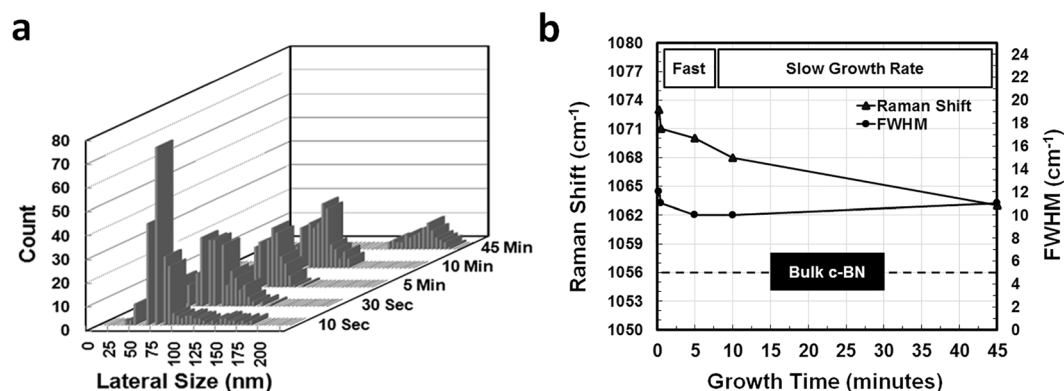 a
80
70
60
50
40
30
20
10
0
Count
0
25
50
75
100
125
150
175
200
Lateral Size (nm)
10 Sec
30 Sec
5 Min
10 Min
45 Min
b
1080
1077
1074
1071
1068
1065
1062
1059
1056
1053
1050
Raman Shift (cm-1)
Fast
Slow Growth Rate
Raman Shift
FWHM
Bulk c-BN
24
22
20
18
16
14
12
10
8
6
4
2
0
FWHM (cm-1)
0 5 10 15 20 25 30 35 40 45
Growth Time (minutes)